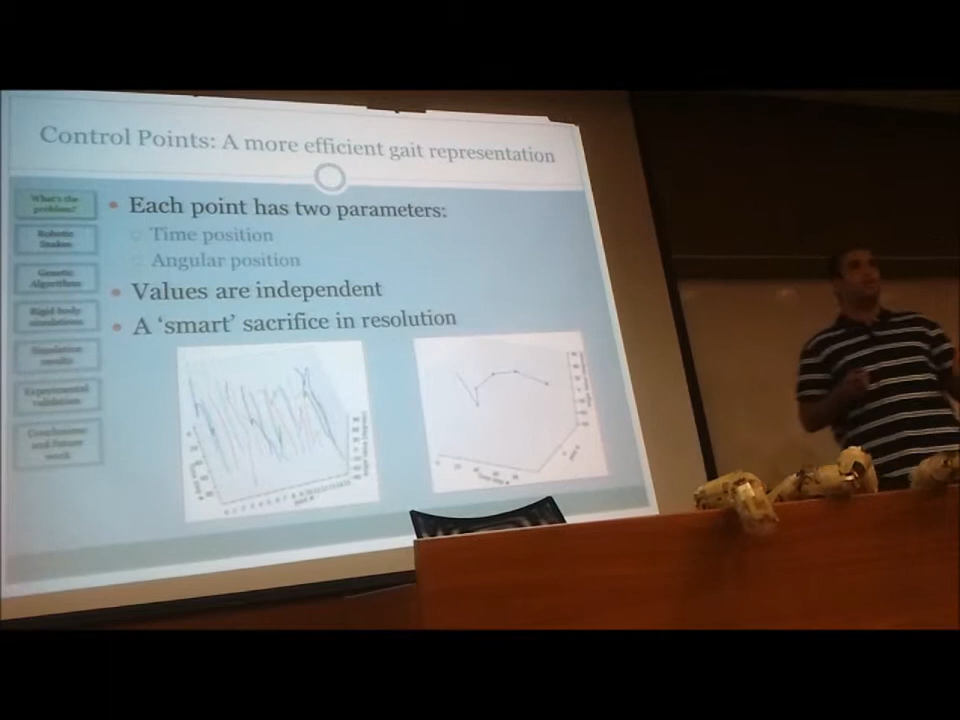 Control Points: A more efficient gait representation
What's the
problem?
Robotic
Snakes
Genetic
Algorithms
Rigid body
simulations
Simulation
results
Experimental
validation
Conclusions
and future
work
Each point has two parameters:
Time position
Angular position
Values are independent
A 'smart' sacrifice in resolution